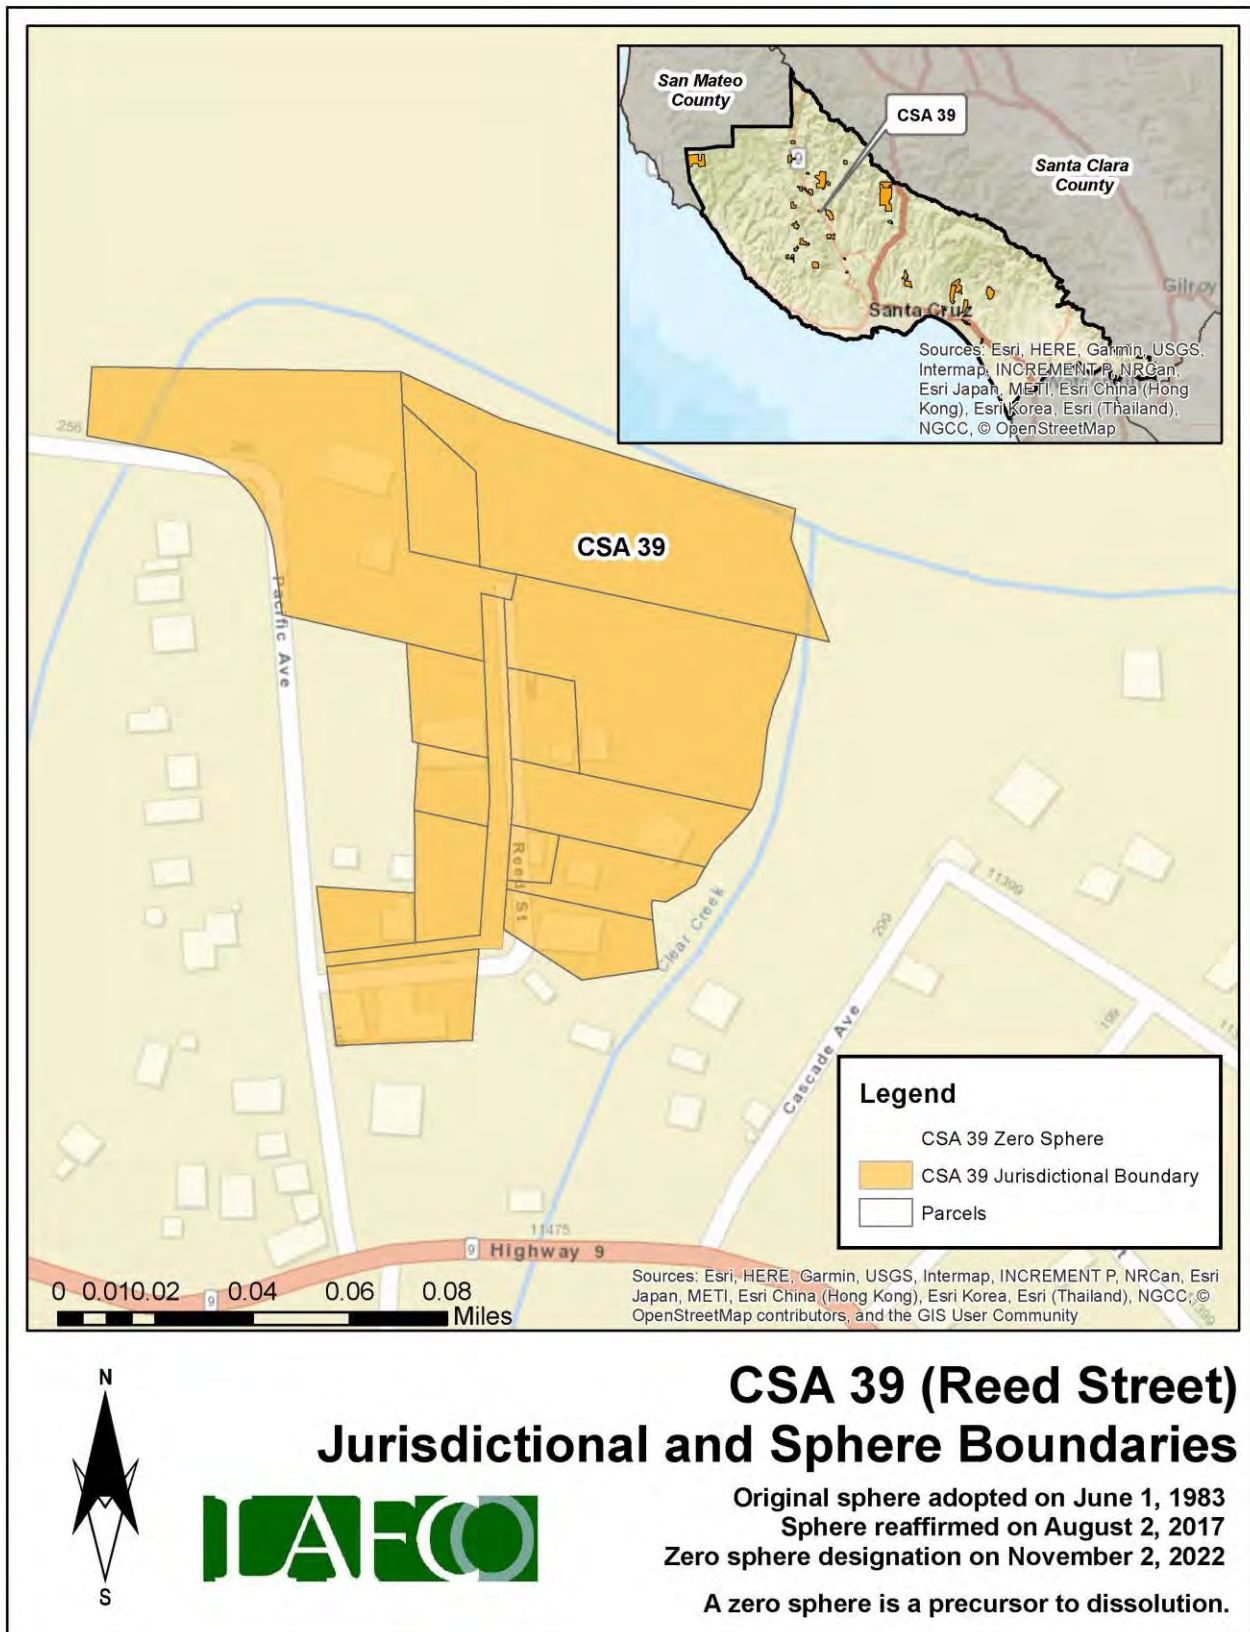 San Mateo
County
CSA 39
9
Santa Clara
County
Gilroy
Santa Cruz
Sources: Esri, HERE, Garmin, USGS,
Intermap, INCREMENT P, NRCan,
Esri Japan, METI, Esri China (Hong
Kong), Esri Korea, Esri (Thailand),
NGCC, © OpenStreetMap
256
CSA 39
Pacific Ave
Reed St
Clear Creek
11399
299
199
Cascade Ave
11475
9 Highway 9
9
Legend
CSA 39 Zero Sphere
CSA 39 Jurisdictional Boundary
Parcels
399
0 0.010.02 0.04 0.06 0.08
Miles
Sources: Esri, HERE, Garmin, USGS, Intermap, INCREMENT P, NRCan, Esri
Japan, METI, Esri China (Hong Kong), Esri Korea, Esri (Thailand), NGCC, ©
OpenStreetMap contributors, and the GIS User Community
N
S
LAFCO
CSA 39 (Reed Street)
Jurisdictional and Sphere Boundaries
Original sphere adopted on June 1, 1983
Sphere reaffirmed on August 2, 2017
Zero sphere designation on November 2, 2022
A zero sphere is a precursor to dissolution.